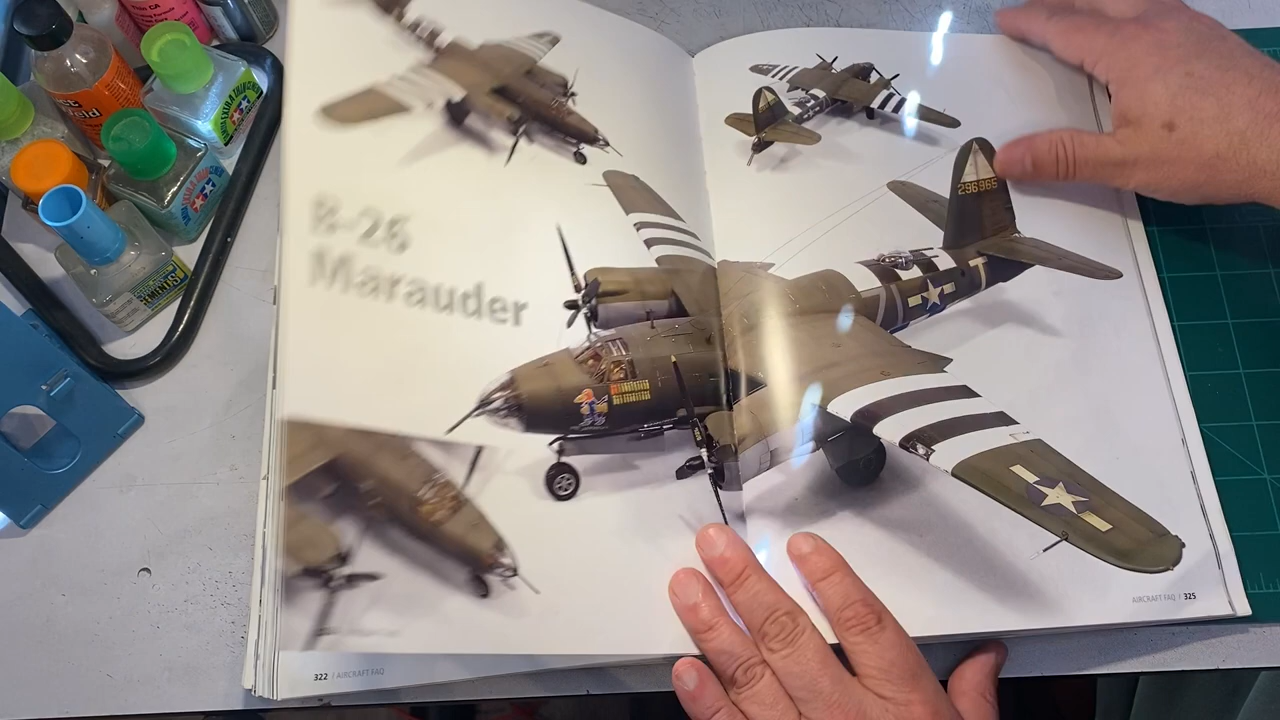 B-26
Marauder
296965
T
322 / AIRCRAFT FAQ
AIRCRAFT FAQ / 325